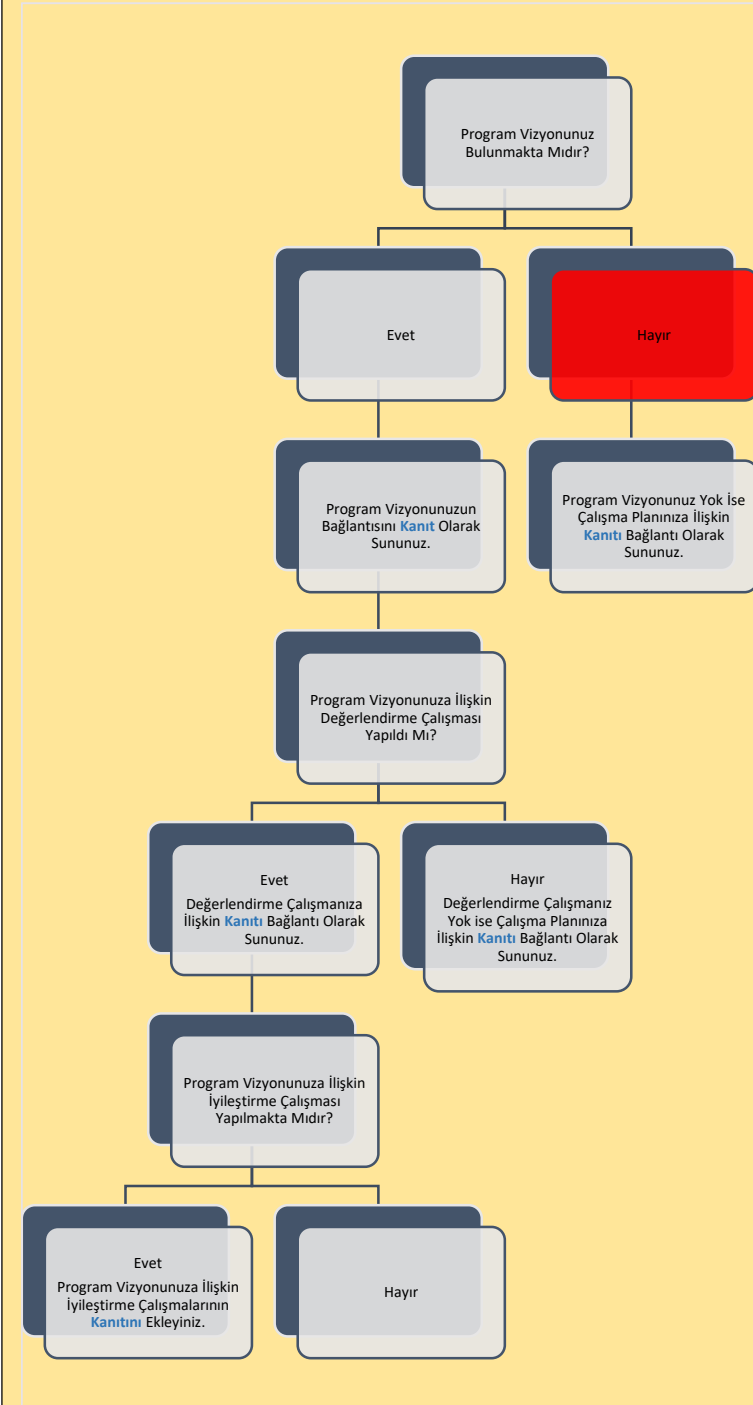 Program Vizyonunuz
Bulunmakta Mıdır?
Evet
Hayır
Program Vizyonunuzun
Bağlantısını Kanıt Olarak
Sununuz.
Program Vizyonunuz Yok İse
Çalışma Planınıza İlişkin
Kanıtı Bağlantı Olarak
Sununuz.
Program Vizyonunuza İlişkin
Değerlendirme Çalışması
Yapıldı Mı?
Evet
Değerlendirme Çalışmanıza
İlişkin Kanıtı Bağlantı Olarak
Sununuz.
Hayır
Değerlendirme Çalışmanız
Yok ise Çalışma Planınıza
İlişkin Kanıtı Bağlantı Olarak
Sununuz.
Program Vizyonunuza İlişkin
İyileştirme Çalışması
Yapılmakta Mıdır?
Evet
Program Vizyonunuza İlişkin
İyileştirme Çalışmalarının
Kanıtını Ekleyiniz.
Hayır